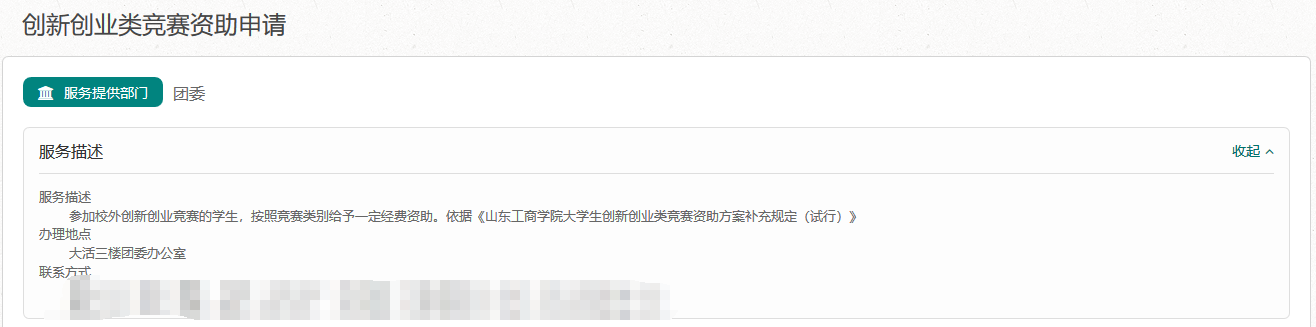 创新创业类竞赛资助申请
服务提供部门 团委
服务描述 收起
服务描述
参加校外创新创业竞赛的学生，按照竞赛类别给予一定经费资助。依据《山东工商学院大学生创新创业类竞赛资助方案补充规定（试行）》
办理地点
大活三楼团委办公室
联系方式